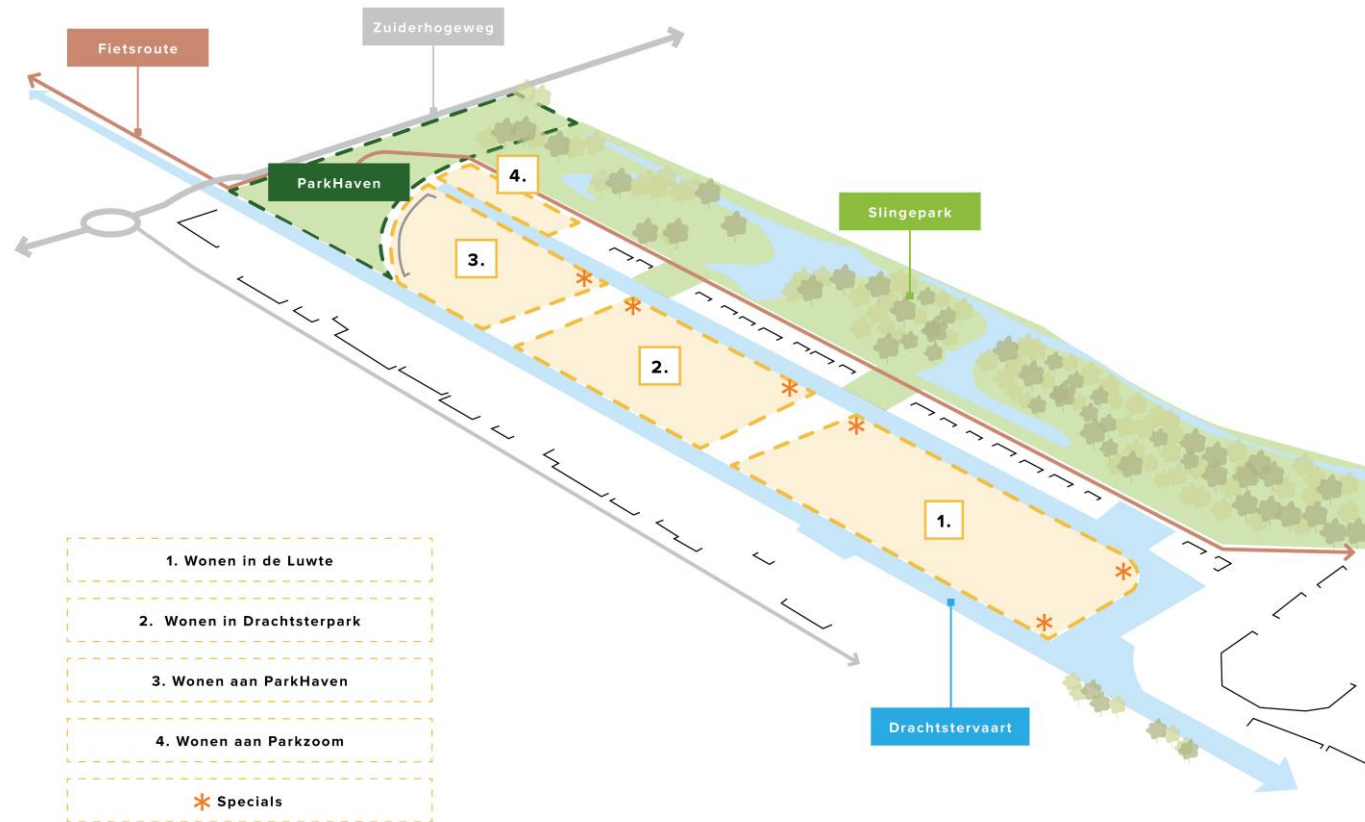 Zuiderhogeweg
Fietsroute
ParkHaven
4.
Slingepark
3.
2.
1.
Drachtstervaart
1. Wonen in de Luwte
2. Wonen in Drachtsterpark
3. Wonen aan ParkHaven
4. Wonen aan Parkzoom
Specials